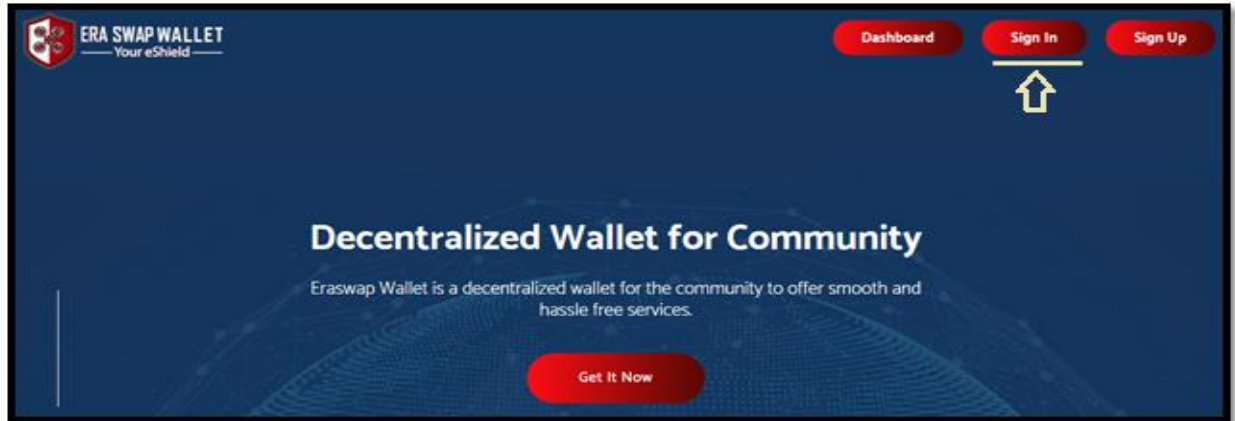 ERA SWAP WALLET
Your eShield
Dashboard
Sign In
Sign Up
Decentralized Wallet for Community
Eraswap Wallet is a decentralized wallet for the community to offer smooth and
hassle free services.
Get It Now